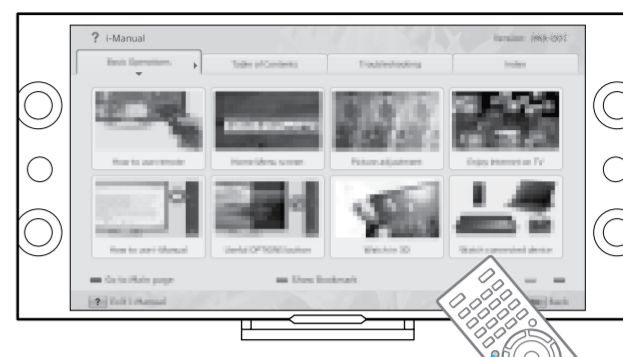 ? i-Manual
Basic Operations
Table of Contents
Troubleshooting
Index
How to use remote
Home Menu screen
Picture adjustment
Enjoy Internet on TV
How to use i-Manual
Useful OPTIONS button
Watch in 3D
Watch connected device
Go to Main page
Show Bookmark
? Exit i-Manual
Back